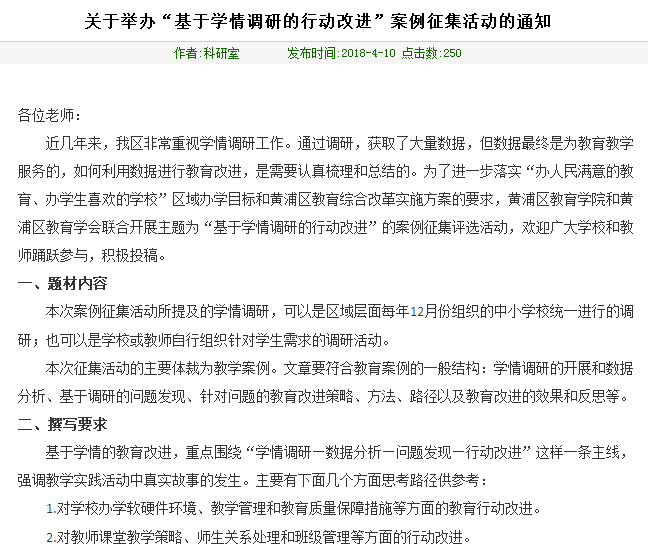 关于举办“基于学情调研的行动改进”案例征集活动的通知
作者:科研室 发布时间:2018-4-10 点击数:250
各位老师：
近几年来，我区非常重视学情调研工作。通过调研，获取了大量数据，但数据最终是为教育教学
服务的，如何利用数据进行教育改进，是需要认真梳理和总结的。为了进一步落实“办人民满意的教
育、办学生喜欢的学校”区域办学目标和黄浦区教育综合改革实施方案的要求，黄浦区教育学院和黄
浦区教育学会联合开展主题为“基于学情调研的行动改进”的案例征集评选活动，欢迎广大学校和教
师踊跃参与，积极投稿。
一、题材内容
本次案例征集活动所提及的学情调研，可以是区域层面每年12月份组织的中小学校统一进行的调
研；也可以是学校或教师自行组织针对学生需求的调研活动。
本次征集活动的主要体裁为教学案例。文章要符合教育案例的一般结构：学情调研的开展和数据
分析、基于调研的问题发现、针对问题的教育改进策略、方法、路径以及教育改进的效果和反思等。
二、撰写要求
基于学情的教育改进，重点围绕“学情调研—数据分析—问题发现—行动改进”这样一条主线，
强调教学实践活动中真实故事的发生。主要有下面几个方面思考路径供参考：
1.对学校办学软硬件环境、教学管理和教育质量保障措施等方面的教育行动改进。
2.对教师课堂教学策略、师生关系处理和班级管理等方面的行动改进。